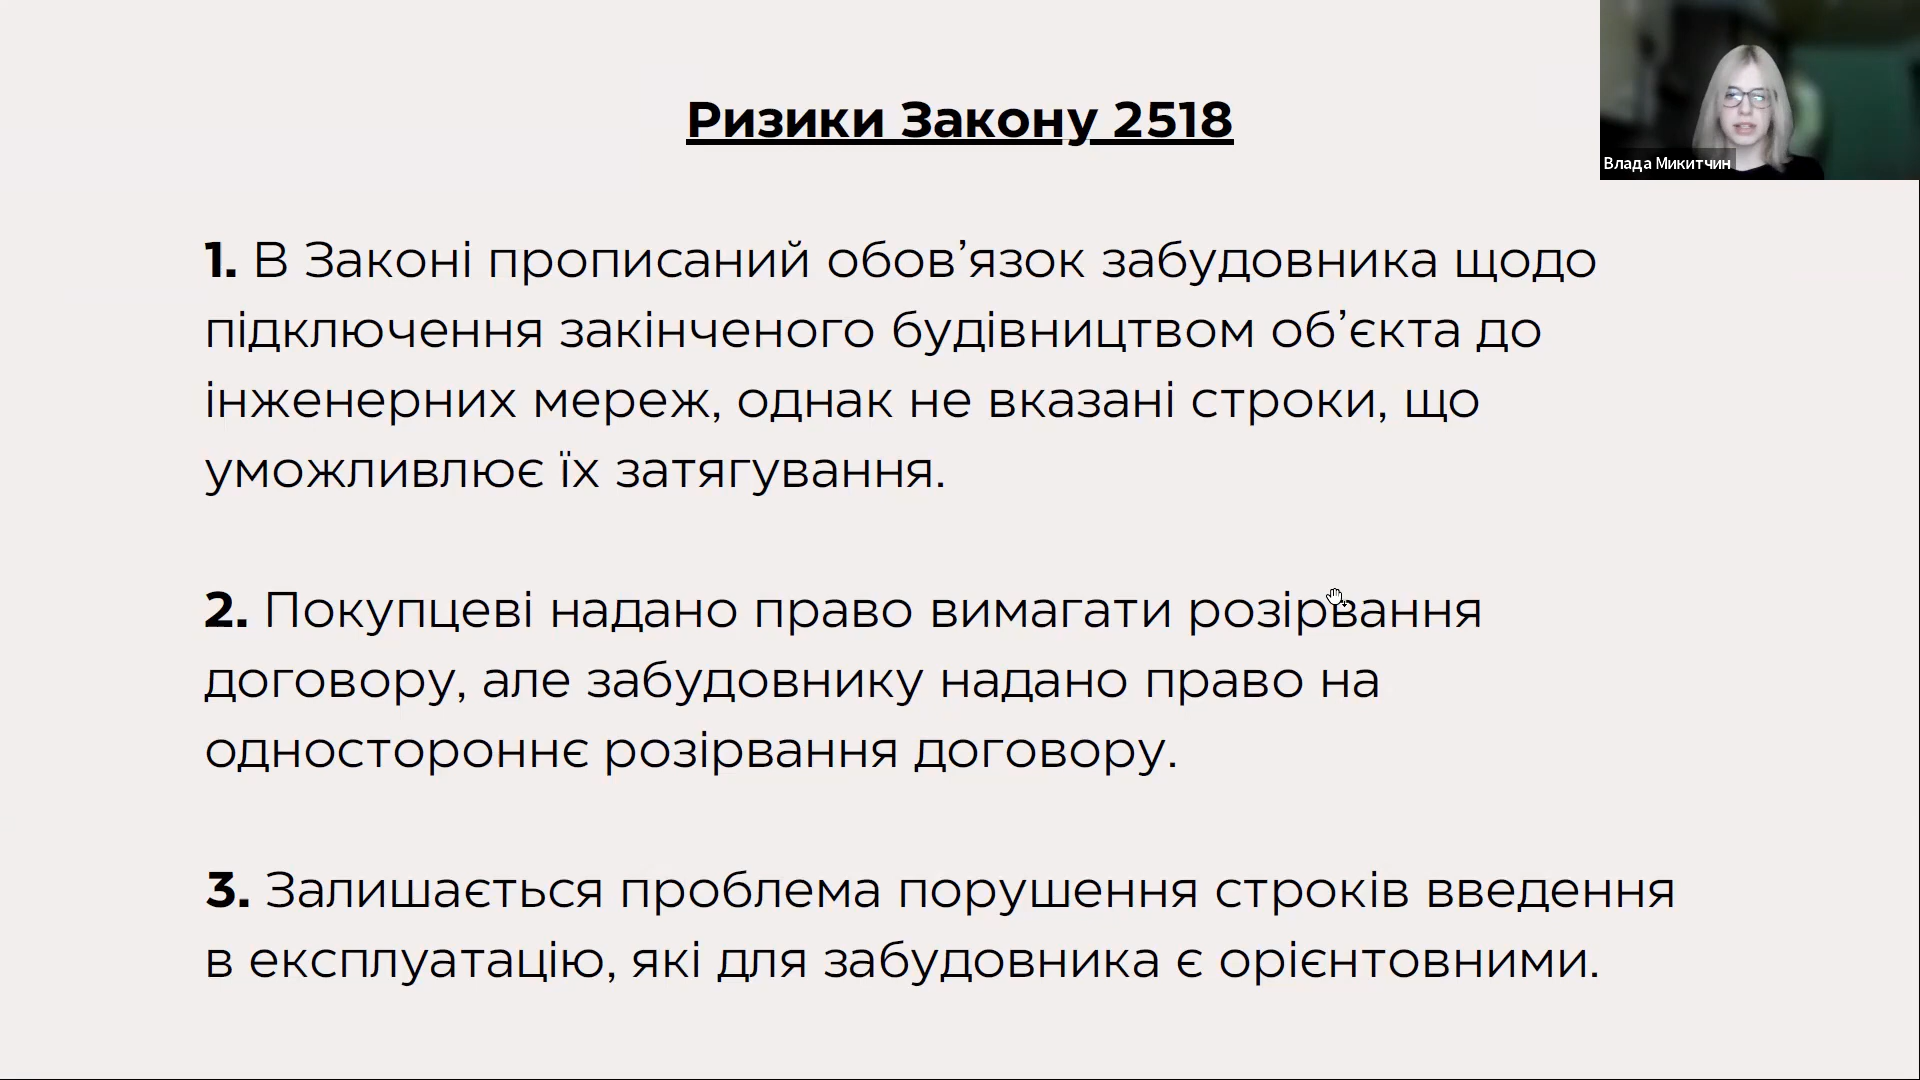 Ризики Закону 2518
Влада Микитчин
1. В Законі прописаний обов’язок забудовника щодо
підключення закінченого будівництвом об’єкта до
інженерних мереж, однак не вказані строки, що
уможливлює їх затягування.
2. Покупцеві надано право вимагати розірвання
договору, але забудовнику надано право на
одностороннє розірвання договору.
3. Залишається проблема порушення строків введення
в експлуатацію, які для забудовника є орієнтовними.